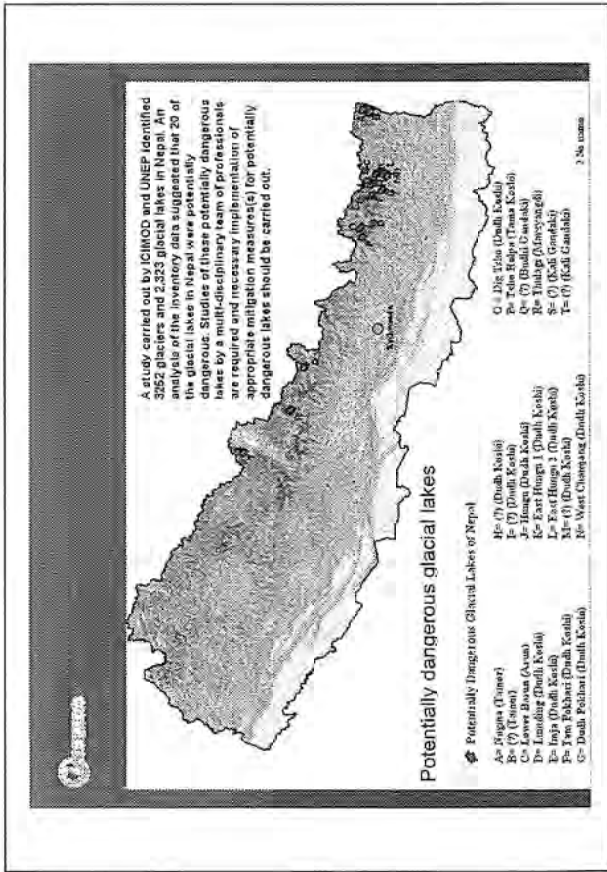 A study carried out by ICIMOD and UNEP identified
3252 glaciers and 2,323 glacial lakes in Nepal. An
analysis of the inventory data suggested that 20 of
the glacial lakes in Nepal were potentially
dangerous. Studies of those potentially dangerous
lakes by a multi-disciplinary team of professionals
are required and necessary implementation of
appropriate mitigation measures(s) for potentially
dangerous lakes should be carried out.
Kathmandu
Potentially dangerous glacial lakes
Potentially Dangerous Glacial Lakes of Nepal
A= Nagma (Tamor)
B= (?) (Tamor)
C= Lower Barun (Arun)
D= Lumding (Dudh Koshi)
E= Imja (Dudh Koshi)
F= Tam Pokhari (Dudh Koshi)
G= Dudh Pokhari (Dudh Koshi)
H= (?) (Dudh Koshi)
I= (?) (Dudh Koshi)
J= Hungu (Dudh Koshi)
K= East Hungu 1 (Dudh Koshi)
L= East Hungu 2 (Dudh Koshi)
M= (?) (Dudh Koshi)
N= West Chamjang (Dudh Koshi)
O= Dig Tsho (Dudh Koshi)
P= Tsho Rolpa (Tama Koshi)
Q= (?) (Budhi Gandaki)
R= Thulagi (Marsyangdi)
S= (?) (Kali Gandaki)
T= (?) (Kali Gandaki)
? No name